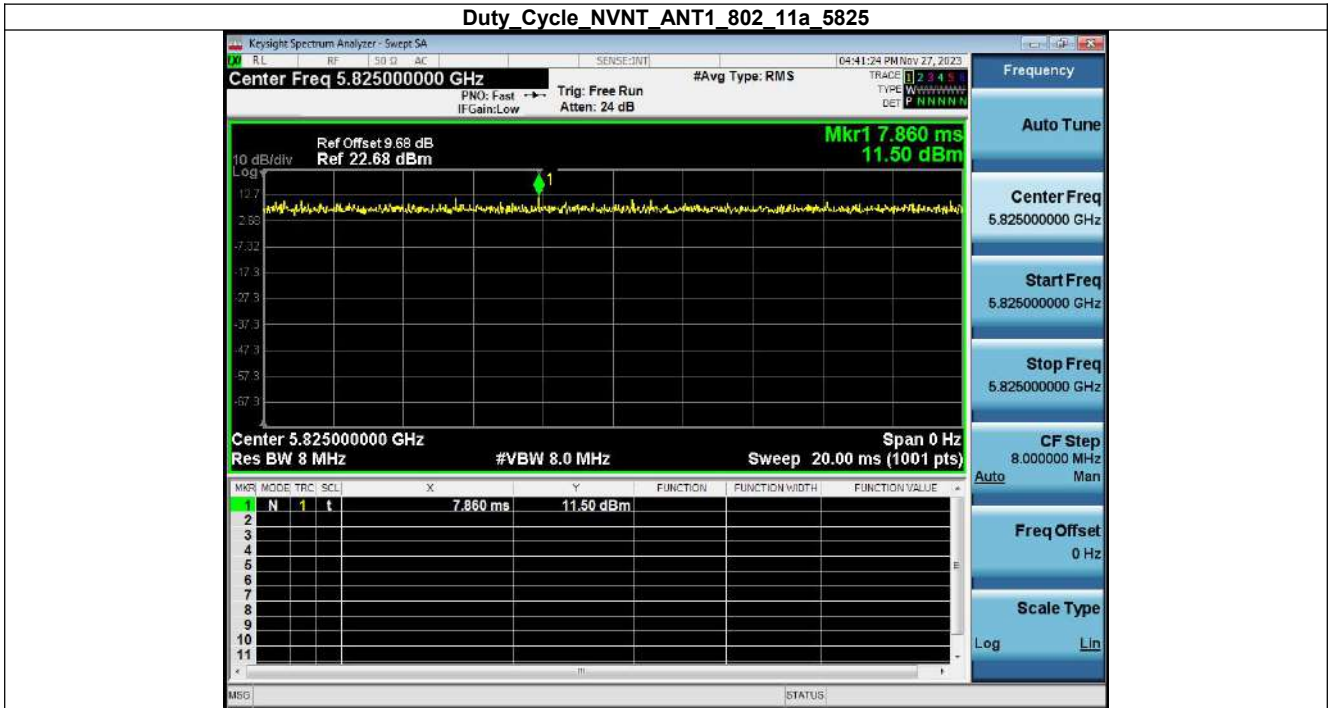 Duty_Cycle_NVNT_ANT1_802_11a_5825
Keysight Spectrum Analyzer - Swept SA
RL RF 50 Ω AC SENSE:INT 04:41:24 PM Nov 27, 2023
Center Freq 5.825000000 GHz #Avg Type: RMS TRACE 1 2 3 4 5 6
PNO: Fast Trig: Free Run TYPE W
IFGain:Low Atten: 24 dB DET P N N N N N
Ref Offset 9.68 dB Mkr1 7.860 ms
10 dB/div Ref 22.68 dBm 11.50 dBm
Log
1
12.7
2.68
-7.32
-17.3
-27.3
-37.3
-47.3
-57.3
-67.3
Center 5.825000000 GHz Span 0 Hz
Res BW 8 MHz #VBW 8.0 MHz Sweep 20.00 ms (1001 pts)
MKR MODE TRC SCL X Y FUNCTION FUNCTION WIDTH FUNCTION VALUE
1 N 1 t 7.860 ms 11.50 dBm
2
3
4
5
6
7
8
9
10
11
MSG STATUS
Frequency
Auto Tune
Center Freq
5.825000000 GHz
Start Freq
5.825000000 GHz
Stop Freq
5.825000000 GHz
CF Step
8.000000 MHz
Auto Man
Freq Offset
0 Hz
Scale Type
Log Lin